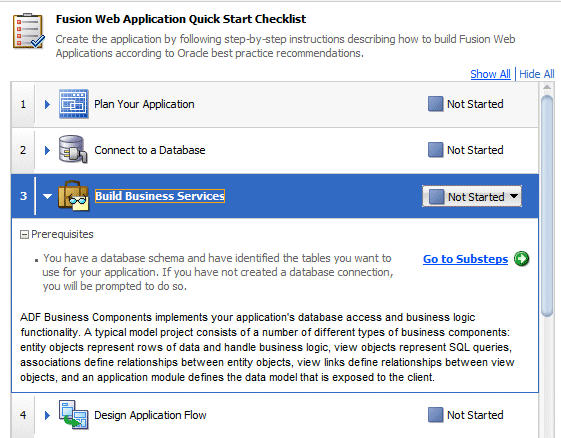 Fusion Web Application Quick Start Checklist
Create the application by following step-by-step instructions describing how to build Fusion Web
Applications according to Oracle best practice recommendations.
Show All | Hide All
1 Plan Your Application Not Started
2 Connect to a Database Not Started
3 Build Business Services Not Started
Prerequisites
You have a database schema and have identified the tables you want to
use for your application. If you have not created a database connection,
you will be prompted to do so.
Go to Substeps
ADF Business Components implements your application's database access and business logic
functionality. A typical model project consists of a number of different types of business components:
entity objects represent rows of data and handle business logic, view objects represent SQL queries,
associations define relationships between entity objects, view links define relationships between view
objects, and an application module defines the data model that is exposed to the client.
4 Design Application Flow Not Started